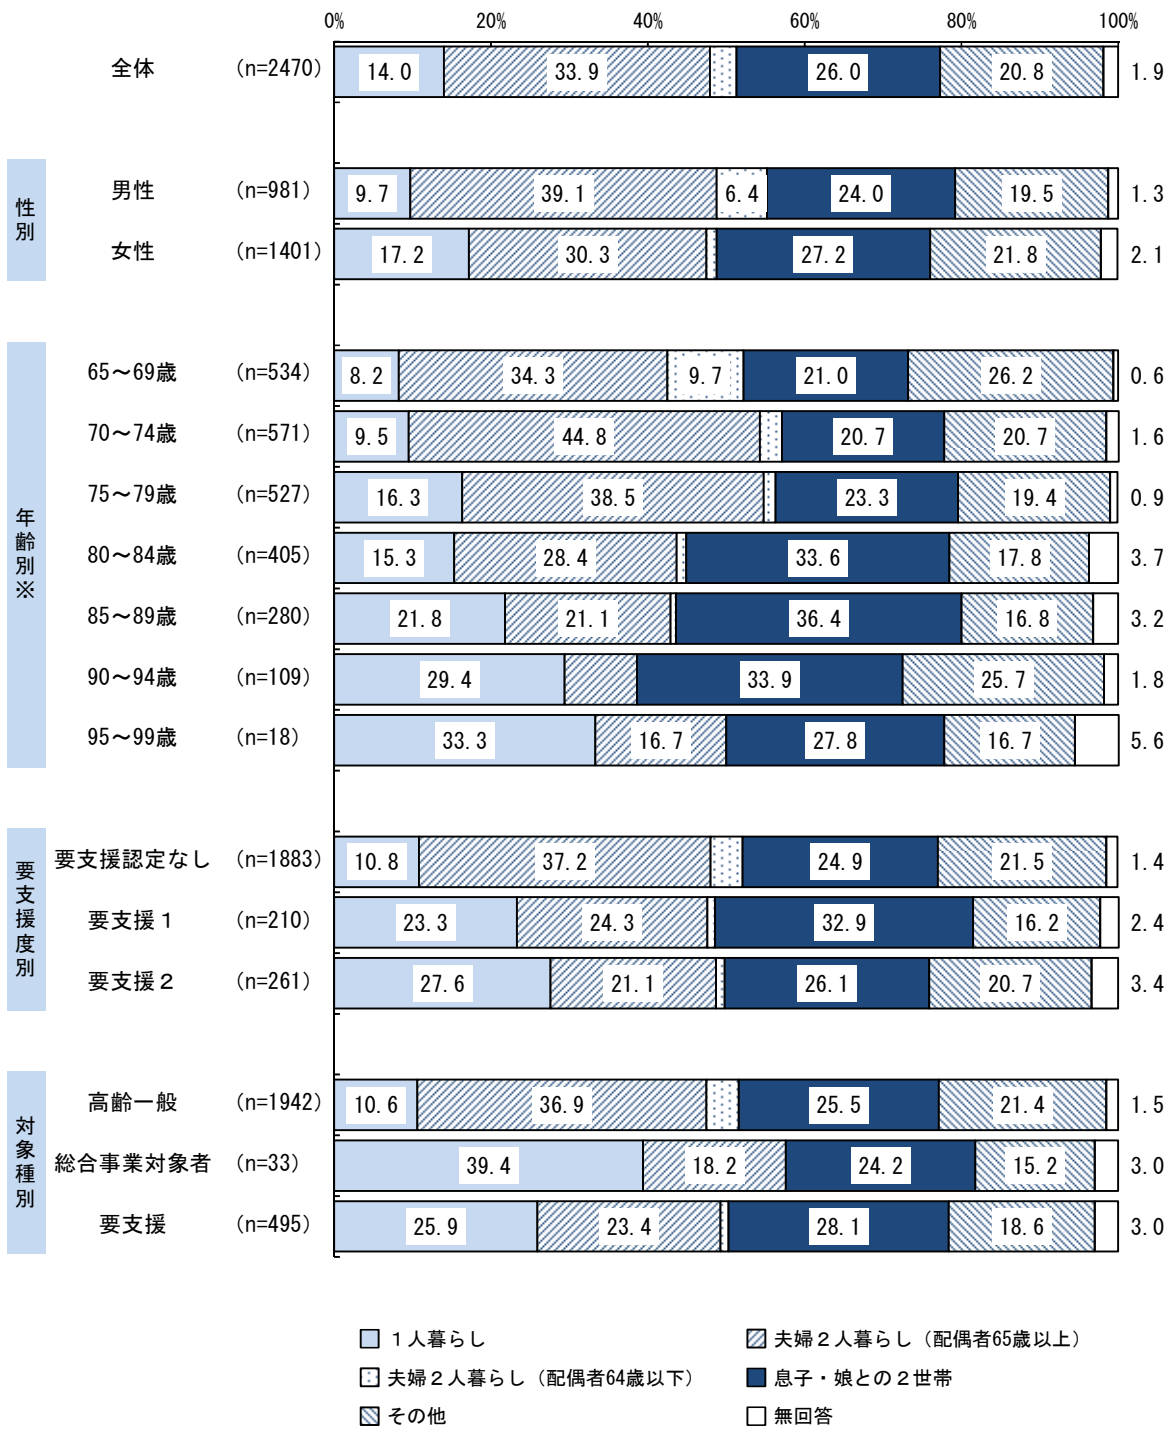 0% 20% 40% 60% 80% 100%
全体 (n=2470) 14.0 33.9 26.0 20.8 1.9
性別
男性 (n=981) 9.7 39.1 6.4 24.0 19.5 1.3
女性 (n=1401) 17.2 30.3 27.2 21.8 2.1
年齢別※
65～69歳 (n=534) 8.2 34.3 9.7 21.0 26.2 0.6
70～74歳 (n=571) 9.5 44.8 20.7 20.7 1.6
75～79歳 (n=527) 16.3 38.5 23.3 19.4 0.9
80～84歳 (n=405) 15.3 28.4 33.6 17.8 3.7
85～89歳 (n=280) 21.8 21.1 36.4 16.8 3.2
90～94歳 (n=109) 29.4 33.9 25.7 1.8
95～99歳 (n=18) 33.3 16.7 27.8 16.7 5.6
要支援度別
要支援認定なし (n=1883) 10.8 37.2 24.9 21.5 1.4
要支援１ (n=210) 23.3 24.3 32.9 16.2 2.4
要支援２ (n=261) 27.6 21.1 26.1 20.7 3.4
対象種別
高齢一般 (n=1942) 10.6 36.9 25.5 21.4 1.5
総合事業対象者 (n=33) 39.4 18.2 24.2 15.2 3.0
要支援 (n=495) 25.9 23.4 28.1 18.6 3.0
１人暮らし 夫婦２人暮らし（配偶者65歳以上）
夫婦２人暮らし（配偶者64歳以下） 息子・娘との２世帯
その他 無回答